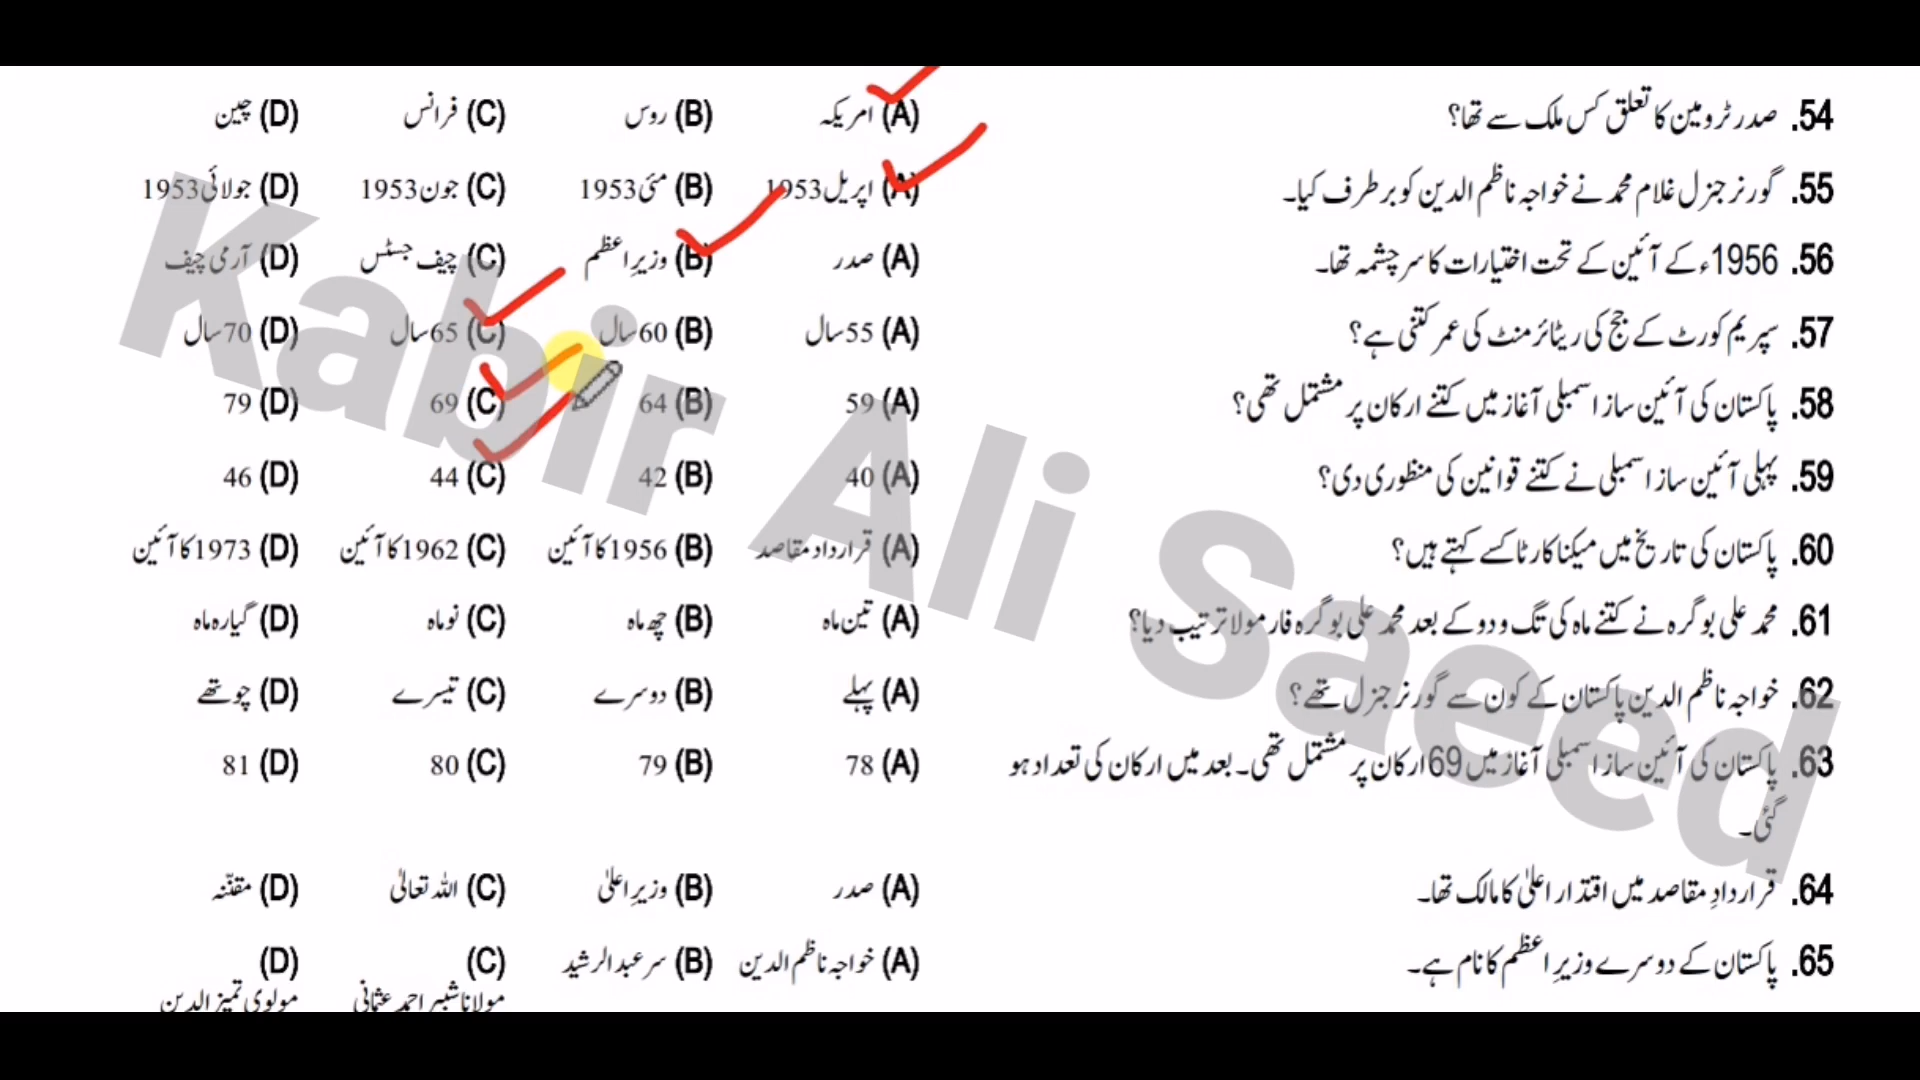 54. صدر ٹرومین کا تعلق کس ملک سے تھا؟ (A) امریکہ (B) روس (C) فرانس (D) چین
55. گورنر جنرل غلام محمد نے خواجہ ناظم الدین کو برطرف کیا۔ (A) اپریل 1953 (B) مئی 1953 (C) جون 1953 (D) جولائی 1953
56. 1956ء کے آئین کے تحت اختیارات کا سرچشمہ تھا۔ (A) صدر (B) وزیرِاعظم (C) چیف جسٹس (D) آرمی چیف
57. سپریم کورٹ کے جج کی ریٹائرمنٹ کی عمر کتنی ہے؟ (A) 55 سال (B) 60 سال (C) 65 سال (D) 70 سال
58. پاکستان کی آئین ساز اسمبلی آغاز میں کتنے ارکان پر مشتمل تھی؟ (A) 59 (B) 64 (C) 69 (D) 79
59. پہلی آئین ساز اسمبلی نے کتنے قوانین کی منظوری دی؟ (A) 40 (B) 42 (C) 44 (D) 46
60. پاکستان کی تاریخ میں میکنا کارٹا کسے کہتے ہیں؟ (A) قرارداد مقاصد (B) 1956 کا آئین (C) 1962 کا آئین (D) 1973 کا آئین
61. محمد علی بوگرہ نے کتنے ماہ کی تگ و دو کے بعد محمد علی بوگرہ فارمولا ترتیب دیا؟ (A) تین ماہ (B) چھ ماہ (C) نو ماہ (D) گیارہ ماہ
62. خواجہ ناظم الدین پاکستان کے کون سے گورنر جنرل تھے؟ (A) پہلے (B) دوسرے (C) تیسرے (D) چوتھے
63. پاکستان کی آئین ساز اسمبلی آغاز میں 69 ارکان پر مشتمل تھی۔ بعد میں ارکان کی تعداد ہو (A) 78 (B) 79 (C) 80 (D) 81
گئی۔
64. قراردادِ مقاصد میں اقتدار اعلیٰ کا مالک تھا۔ (A) صدر (B) وزیرِاعلیٰ (C) اللہ تعالیٰ (D) مقنّنہ
65. پاکستان کے دوسرے وزیرِ اعظم کا نام ہے۔ (A) خواجہ ناظم الدین (B) سر عبدالرشید (C) (D)
مولانا شبیر احمد عثمانی مولوی تمیز الدین
Kabir Ali Saeed